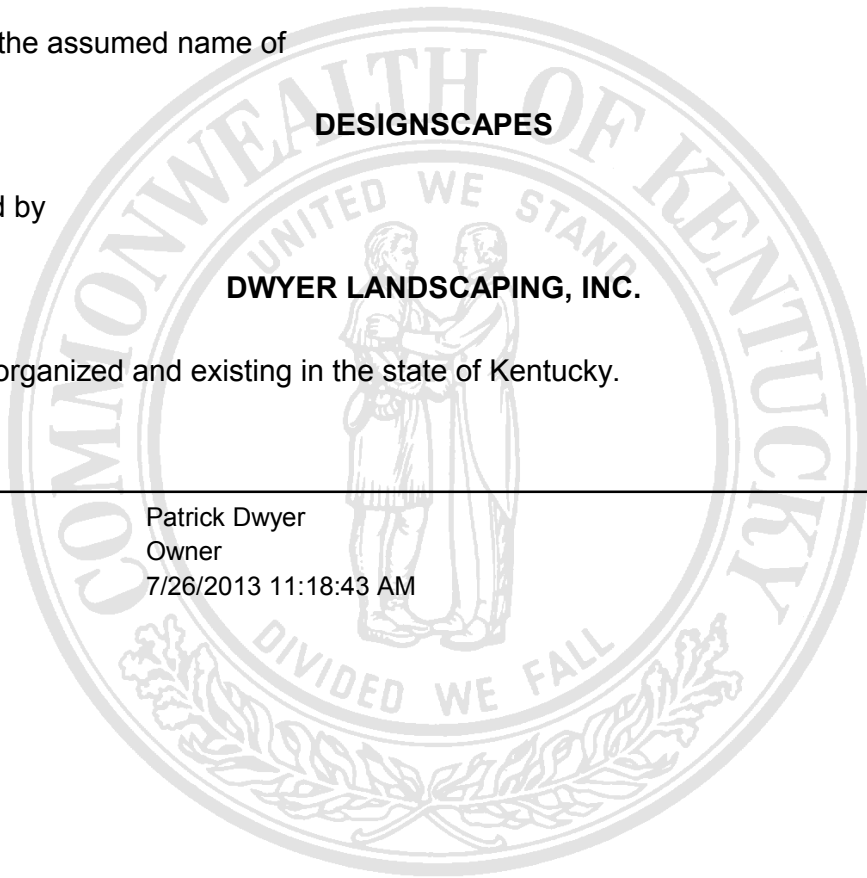 the assumed name of
DESIGNSCAPES
d by
DWYER LANDSCAPING, INC.
organized and existing in the state of Kentucky.
Patrick Dwyer
Owner
7/26/2013 11:18:43 AM
COMMONWEALTH OF KENTUCKY
UNITED WE STAND
DIVIDED WE FALL